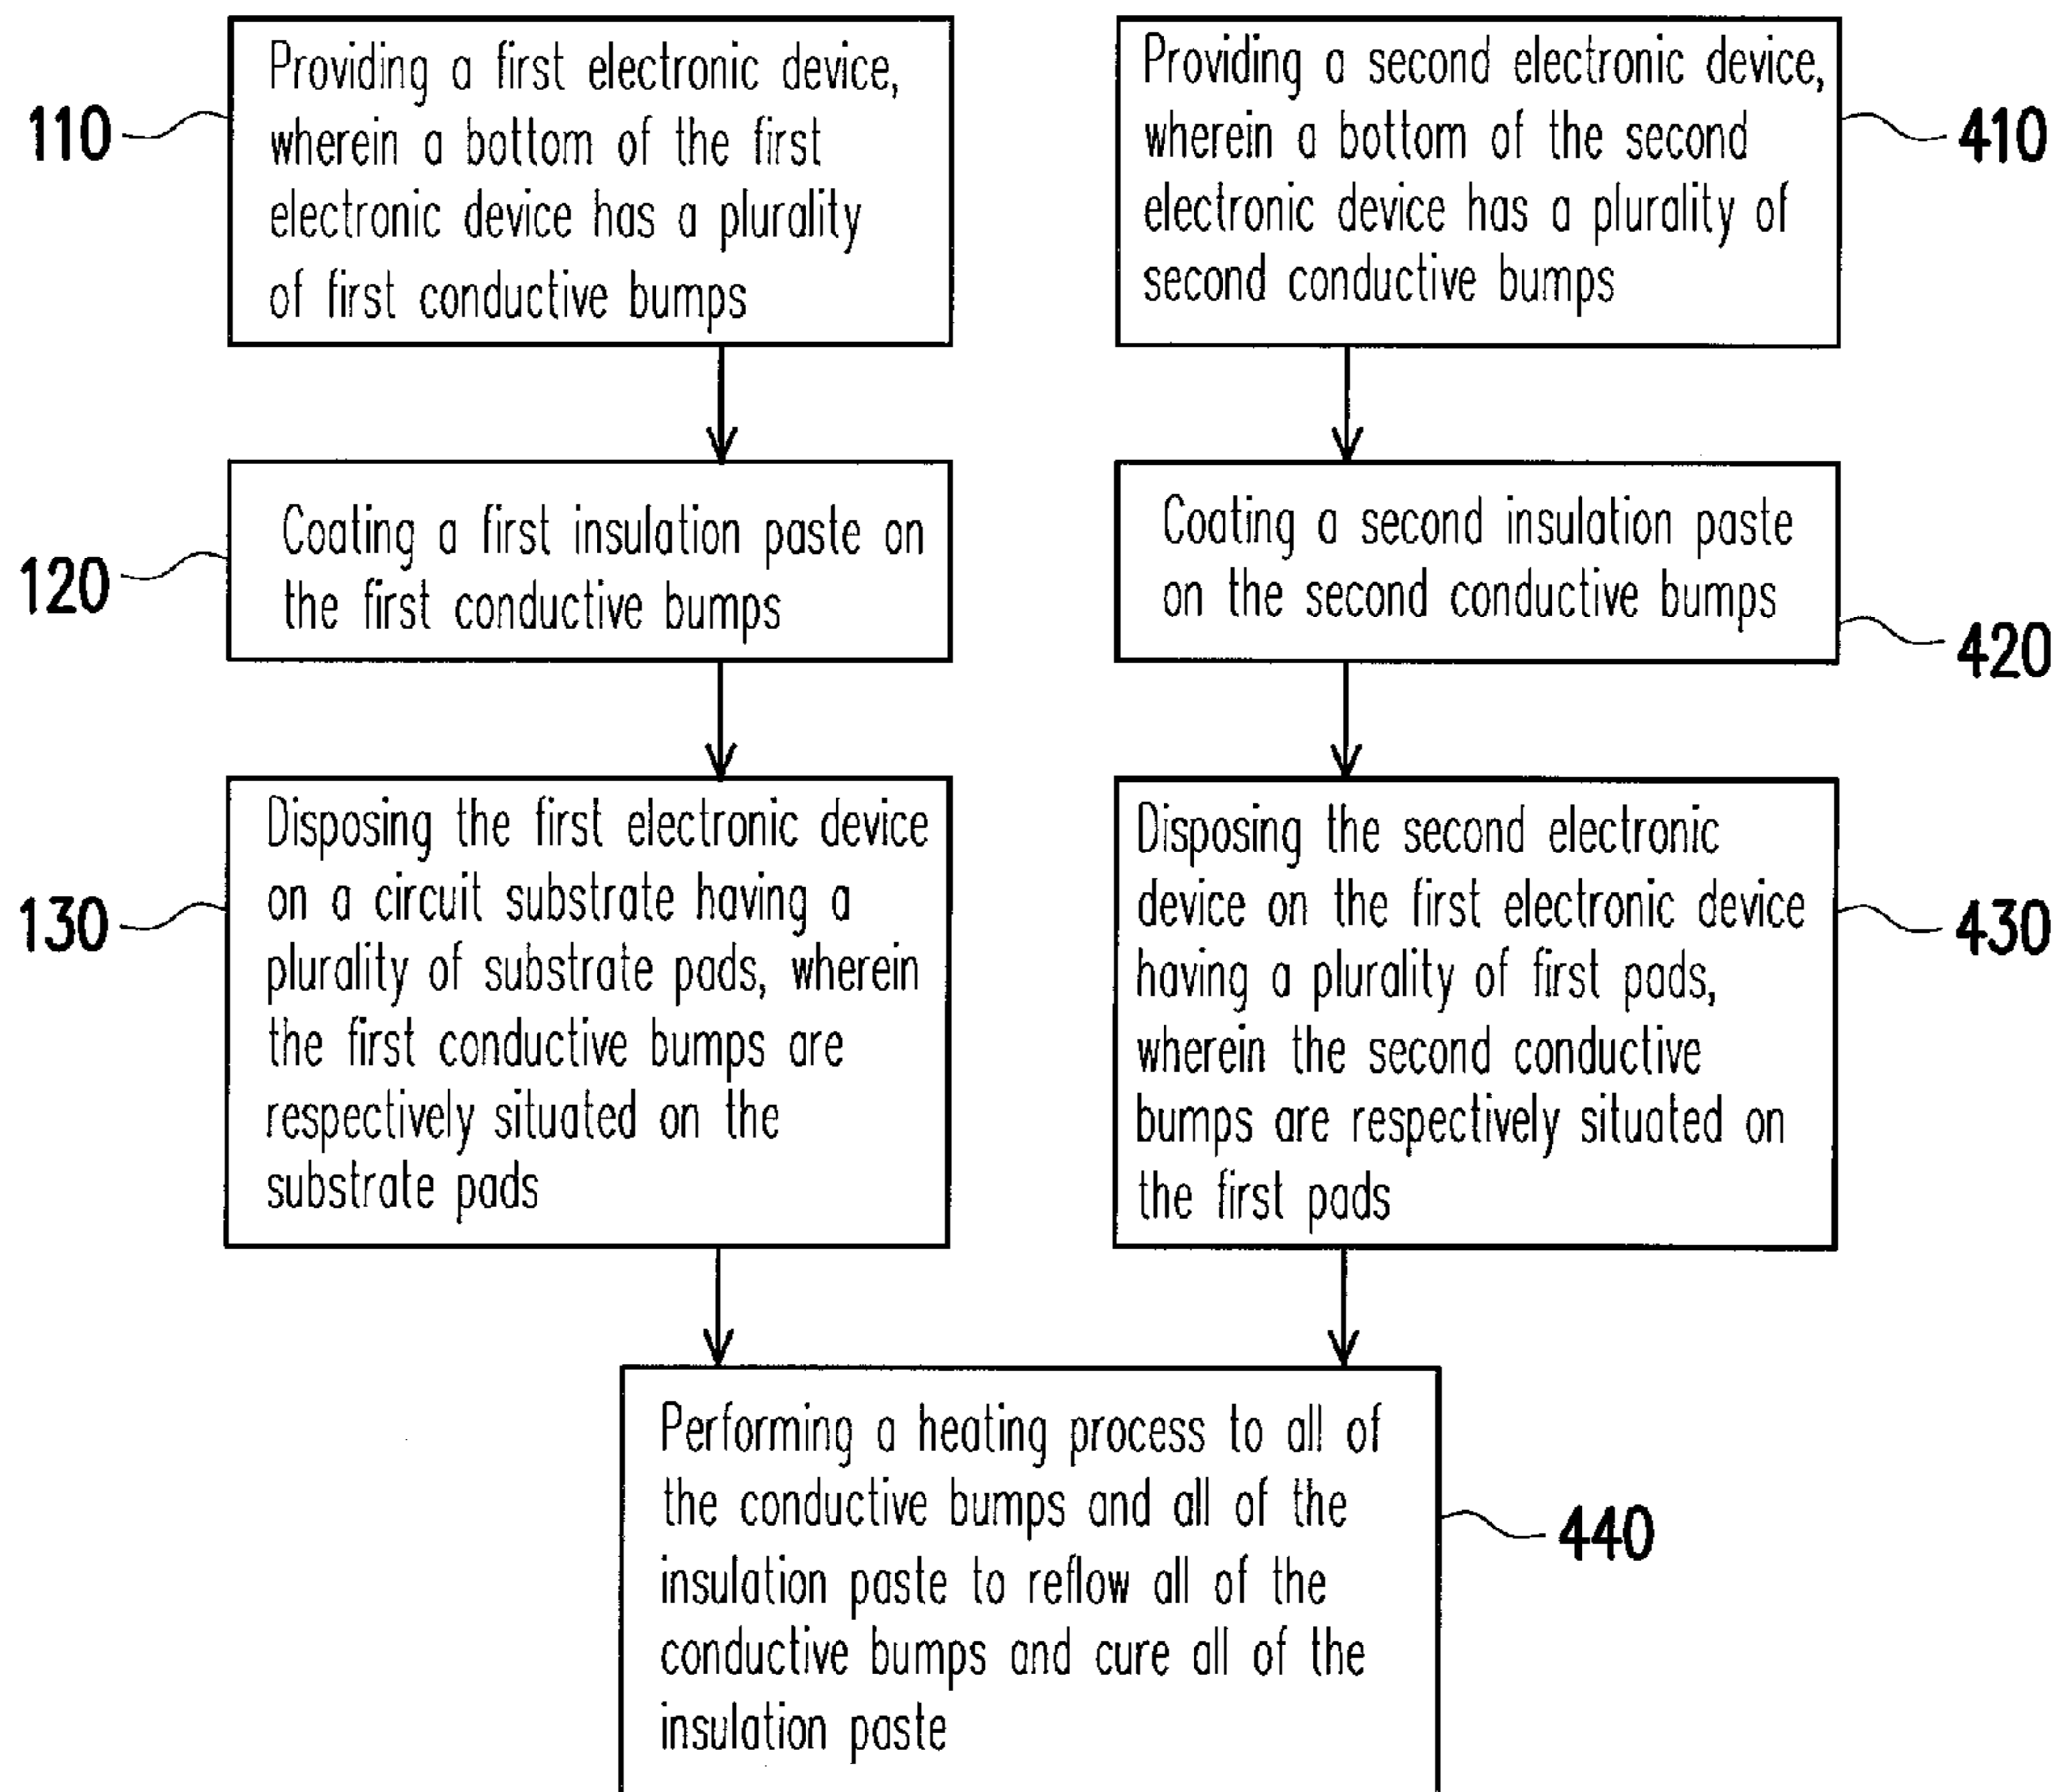 110
Providing a first electronic device,
wherein a bottom of the first
electronic device has a plurality
of first conductive bumps
120
Coating a first insulation paste on
the first conductive bumps
130
Disposing the first electronic device
on a circuit substrate having a
plurality of substrate pads, wherein
the first conductive bumps are
respectively situated on the
substrate pads
Providing a second electronic device,
wherein a bottom of the second
electronic device has a plurality of
second conductive bumps
410
Coating a second insulation paste
on the second conductive bumps
420
Disposing the second electronic
device on the first electronic device
having a plurality of first pads,
wherein the second conductive
bumps are respectively situated on
the first pads
430
Performing a heating process to all of
the conductive bumps and all of the
insulation paste to reflow all of the
conductive bumps and cure all of the
insulation paste
440